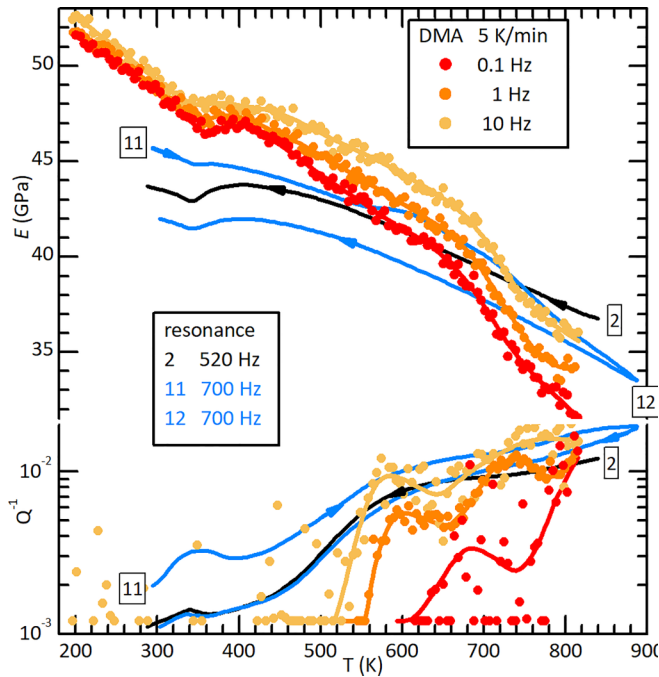 DMA 5 K/min
0.1 Hz
1 Hz
10 Hz
50
45
40
35
E (GPa)
11
2
12
resonance
2 520 Hz
11 700 Hz
12 700 Hz
10-2
10-3
Q-1
2
11
200 300 400 500 600 700 800 900
T (K)